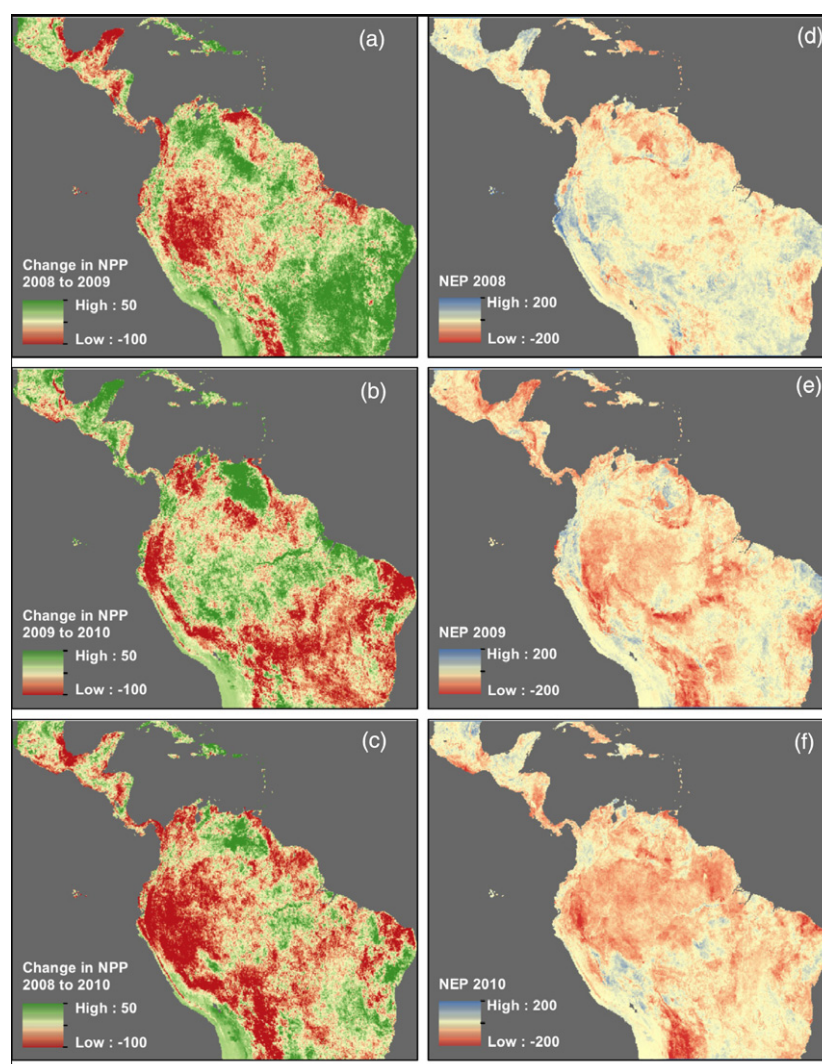 (a)
Change in NPP
2008 to 2009
High : 50
Low : -100
(d)
NEP 2008
High : 200
Low : -200
(b)
Change in NPP
2009 to 2010
High : 50
Low : -100
(e)
NEP 2009
High : 200
Low : -200
(c)
Change in NPP
2008 to 2010
High : 50
Low : -100
(f)
NEP 2010
High : 200
Low : -200